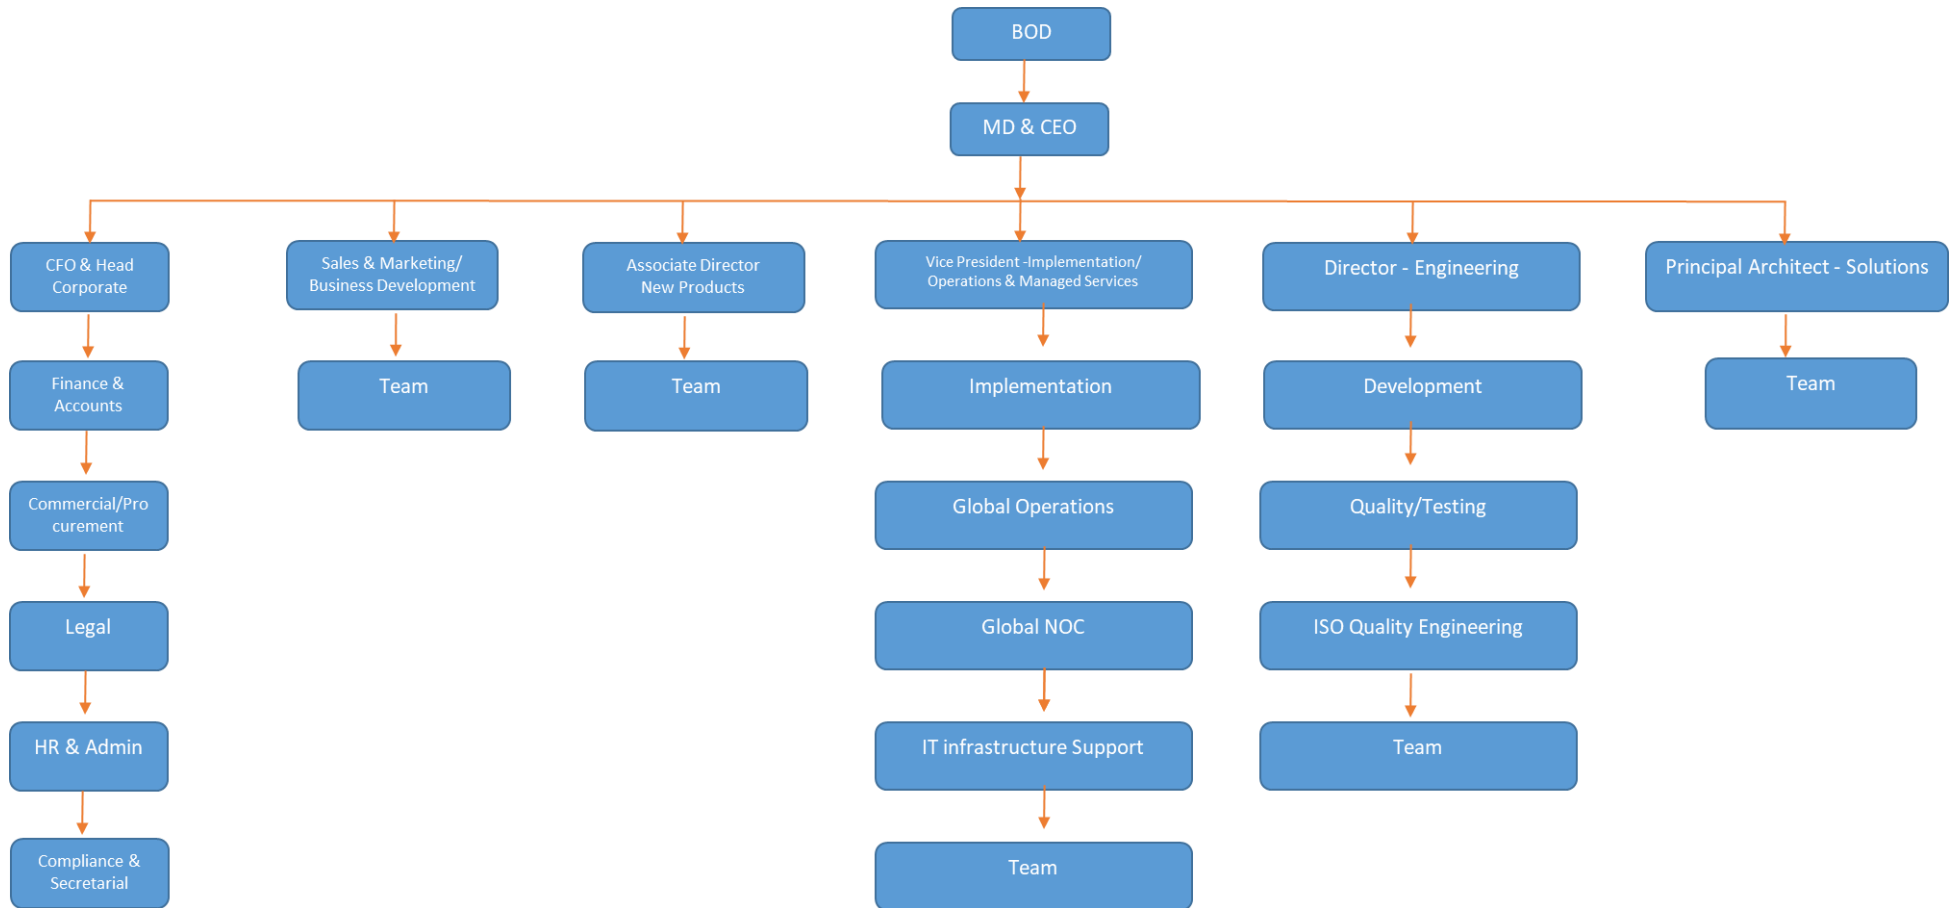 BOD
MD & CEO
CFO & Head
Corporate
Sales & Marketing/
Business Development
Associate Director
New Products
Vice President -Implementation/
Operations & Managed Services
Director - Engineering
Principal Architect - Solutions
Finance &
Accounts
Team
Team
Implementation
Development
Team
Commercial/Pro
curement
Global Operations
Quality/Testing
Legal
Global NOC
ISO Quality Engineering
HR & Admin
IT infrastructure Support
Team
Compliance &
Secretarial
Team